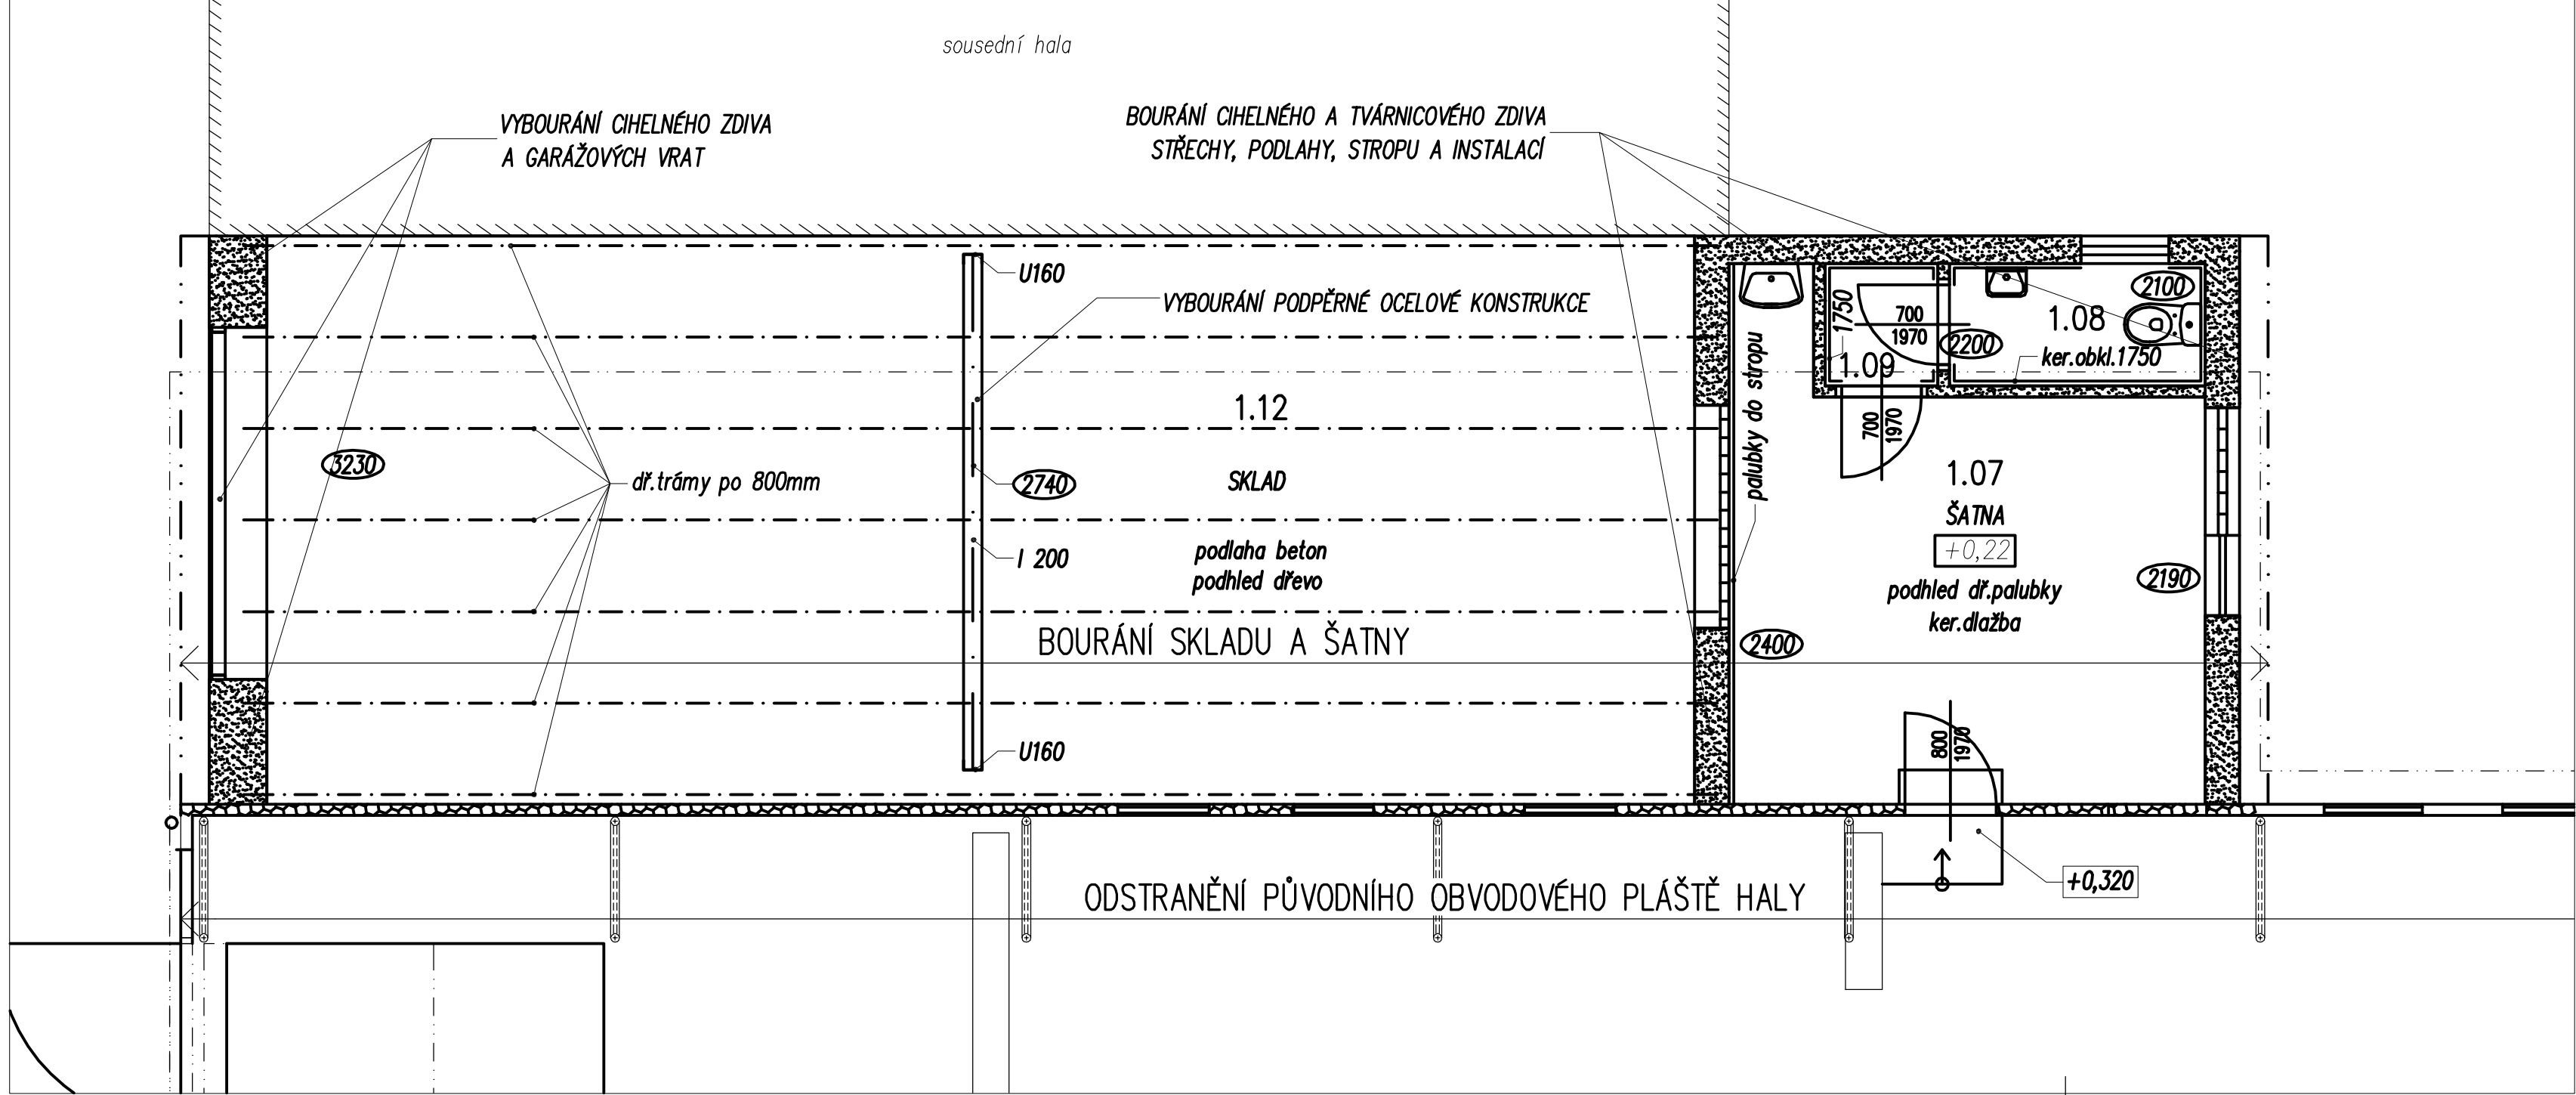 sousední hala
VYBOURÁNÍ CIHELNÉHO ZDIVA
A GARÁŽOVÝCH VRAT
BOURÁNÍ CIHELNÉHO A TVÁRNICOVÉHO ZDIVA
STŘECHY, PODLAHY, STROPU A INSTALACÍ
U160
VYBOURÁNÍ PODPĚRNÉ OCELOVÉ KONSTRUKCE
1750
700
1970
2200
2100
1.08
ker.obkl.1750
1.09
palubky do stropu
700
1970
1.12
3230
dř.trámy po 800mm
2740
SKLAD
1.07
ŠATNA
+0,22
I 200
podlaha beton
podhled dřevo
podhled dř.palubky
ker.dlažba
2190
BOURÁNÍ SKLADU A ŠATNY
2400
U160
800
1970
+0,320
ODSTRANĚNÍ PŮVODNÍHO OBVODOVÉHO PLÁŠTĚ HALY